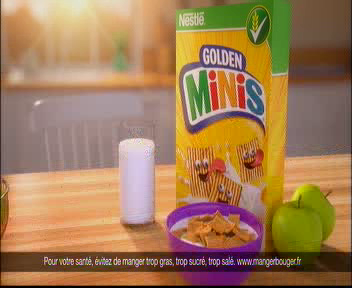 Nestlé
GOLDEN
MiNiS
Pour votre santé, évitez de manger trop gras, trop sucré, trop salé. www.mangerbouger.fr